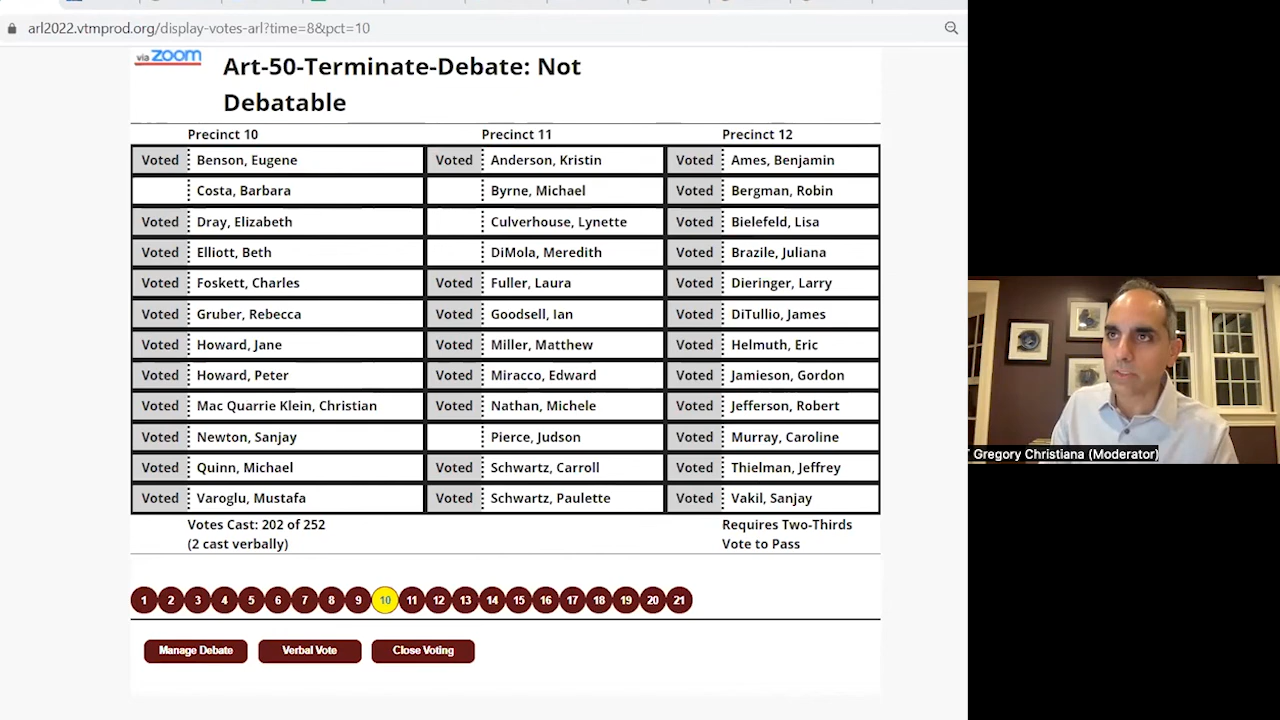 arl2022.vtmprod.org/display-votes-arl?time=8&pct=10
via zoom
Art-50-Terminate-Debate: Not
Debatable
Precinct 10 Precinct 11 Precinct 12
Voted Benson, Eugene Voted Anderson, Kristin Voted Ames, Benjamin
Costa, Barbara Byrne, Michael Voted Bergman, Robin
Voted Dray, Elizabeth Culverhouse, Lynette Voted Bielefeld, Lisa
Voted Elliott, Beth DiMola, Meredith Voted Brazile, Juliana
Voted Foskett, Charles Voted Fuller, Laura Voted Dieringer, Larry
Voted Gruber, Rebecca Voted Goodsell, Ian Voted DiTullio, James
Voted Howard, Jane Voted Miller, Matthew Voted Helmuth, Eric
Voted Howard, Peter Voted Miracco, Edward Voted Jamieson, Gordon
Voted Mac Quarrie Klein, Christian Voted Nathan, Michele Voted Jefferson, Robert
Voted Newton, Sanjay Pierce, Judson Voted Murray, Caroline
Voted Quinn, Michael Voted Schwartz, Carroll Voted Thielman, Jeffrey
Voted Varoglu, Mustafa Voted Schwartz, Paulette Voted Vakil, Sanjay
Votes Cast: 202 of 252 Requires Two-Thirds
(2 cast verbally) Vote to Pass
1 2 3 4 5 6 7 8 9 10 11 12 13 14 15 16 17 18 19 20 21
Manage Debate Verbal Vote Close Voting
Gregory Christiana (Moderator)